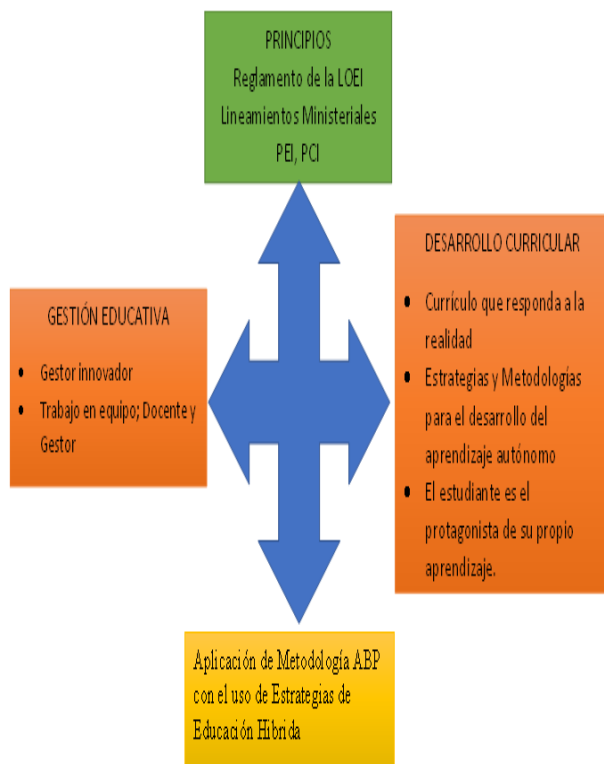 PRINCIPIOS
Reglamento de la LOEI
Lineamientos Ministeriales
PEI, PCI
GESTIÓN EDUCATIVA
• Gestor innovador
• Trabajo en equipo; Docente y
Gestor
DESARROLLO CURRICULAR
• Currículo que responda a la
realidad
• Estrategias y Metodologías
para el desarrollo del
aprendizaje autónomo
• El estudiante es el
protagonista de su propio
aprendizaje.
Aplicación de Metodología ABP
con el uso de Estrategias de
Educación Hibrida